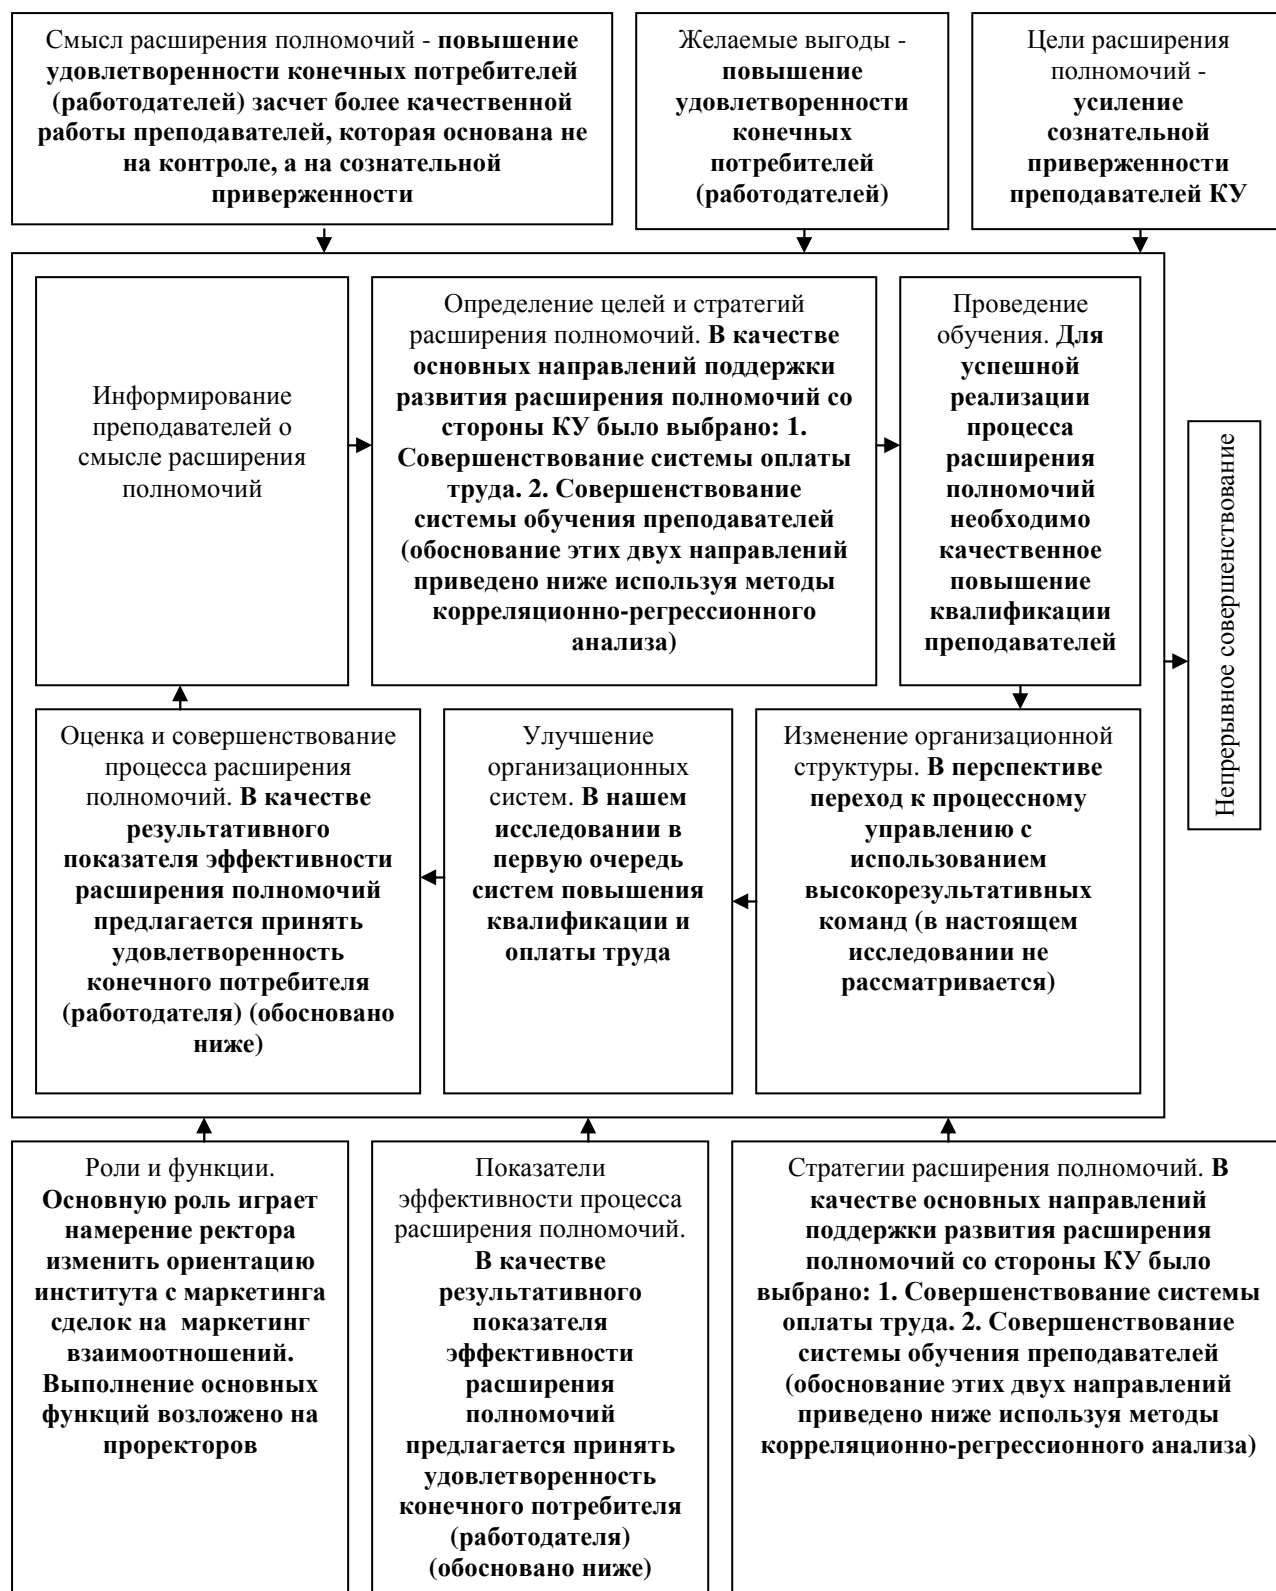 Смысл расширения полномочий - повышение
удовлетворенности конечных потребителей
(работодателей) засчет более качественной
работы преподавателей, которая основана не
на контроле, а на сознательной
приверженности
Желаемые выгоды -
повышение
удовлетворенности
конечных
потребителей
(работодателей)
Цели расширения
полномочий -
усиление
сознательной
приверженности
преподавателей КУ
Информирование
преподавателей о
смысле расширения
полномочий
Определение целей и стратегий
расширения полномочий. В качестве
основных направлений поддержки
развития расширения полномочий со
стороны КУ было выбрано: 1.
Совершенствование системы оплаты
труда. 2. Совершенствование
системы обучения преподавателей
(обоснование этих двух направлений
приведено ниже используя методы
корреляционно-регрессионного
анализа)
Проведение
обучения. Для
успешной
реализации
процесса
расширения
полномочий
необходимо
качественное
повышение
квалификации
преподавателей
Непрерывное совершенствование
Оценка и совершенствование
процесса расширения
полномочий. В качестве
результативного
показателя эффективности
расширения полномочий
предлагается принять
удовлетворенность
конечного потребителя
(работодателя) (обосновано
ниже)
Улучшение
организационных
систем. В нашем
исследовании в
первую очередь
систем повышения
квалификации и
оплаты труда
Изменение организационной
структуры. В перспективе
переход к процессному
управлению с
использованием
высокорезультативных
команд (в настоящем
исследовании не
рассматривается)
Роли и функции.
Основную роль играет
намерение ректора
изменить ориентацию
института с маркетинга
сделок на маркетинг
взаимоотношений.
Выполнение основных
функций возложено на
проректоров
Показатели
эффективности процесса
расширения полномочий.
В качестве
результативного
показателя
эффективности
расширения
полномочий
предлагается принять
удовлетворенность
конечного потребителя
(работодателя)
(обосновано ниже)
Стратегии расширения полномочий. В
качестве основных направлений
поддержки развития расширения
полномочий со стороны КУ было
выбрано: 1. Совершенствование системы
оплаты труда. 2. Совершенствование
системы обучения преподавателей
(обоснование этих двух направлений
приведено ниже используя методы
корреляционно-регрессионного анализа)